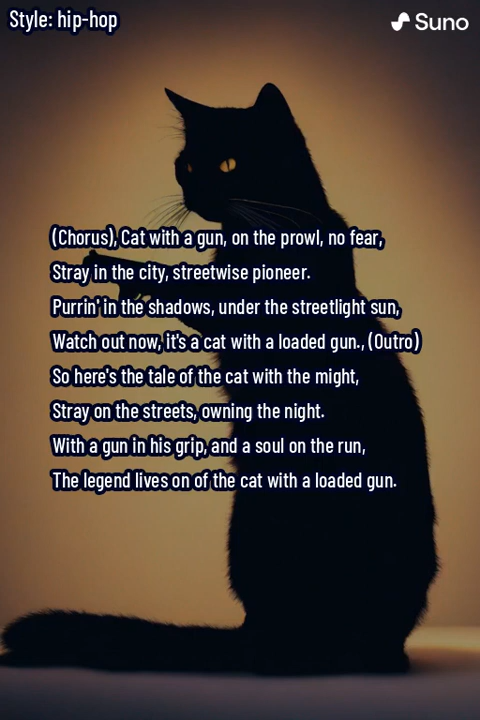 Style: hip-hop
Suno
(Chorus), Cat with a gun, on the prowl, no fear,
Stray in the city, streetwise pioneer.
Purrin' in the shadows, under the streetlight sun,
Watch out now, it's a cat with a loaded gun., (Outro)
So here's the tale of the cat with the might,
Stray on the streets, owning the night.
With a gun in his grip, and a soul on the run,
The legend lives on of the cat with a loaded gun.